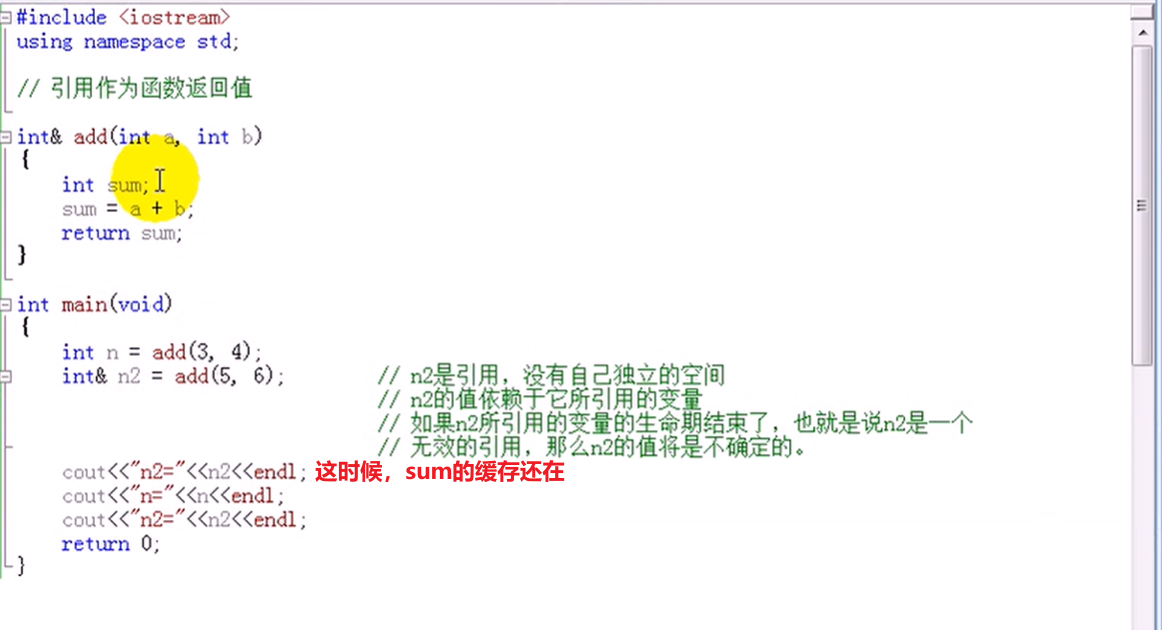 #include <iostream>
using namespace std;
// 引用作为函数返回值
int& add(int a, int b)
{
int sum;
sum = a + b;
return sum;
}
int main(void)
{
int n = add(3, 4);
int& n2 = add(5, 6); // n2是引用，没有自己独立的空间
// n2的值依赖于它所引用的变量
// 如果n2所引用的变量的生命期结束了，也就是说n2是一个
// 无效的引用，那么n2的值将是不确定的。
cout<<"n2="<<n2<<endl; 这时候，sum的缓存还在
cout<<"n="<<n<<endl;
cout<<"n2="<<n2<<endl;
return 0;
}